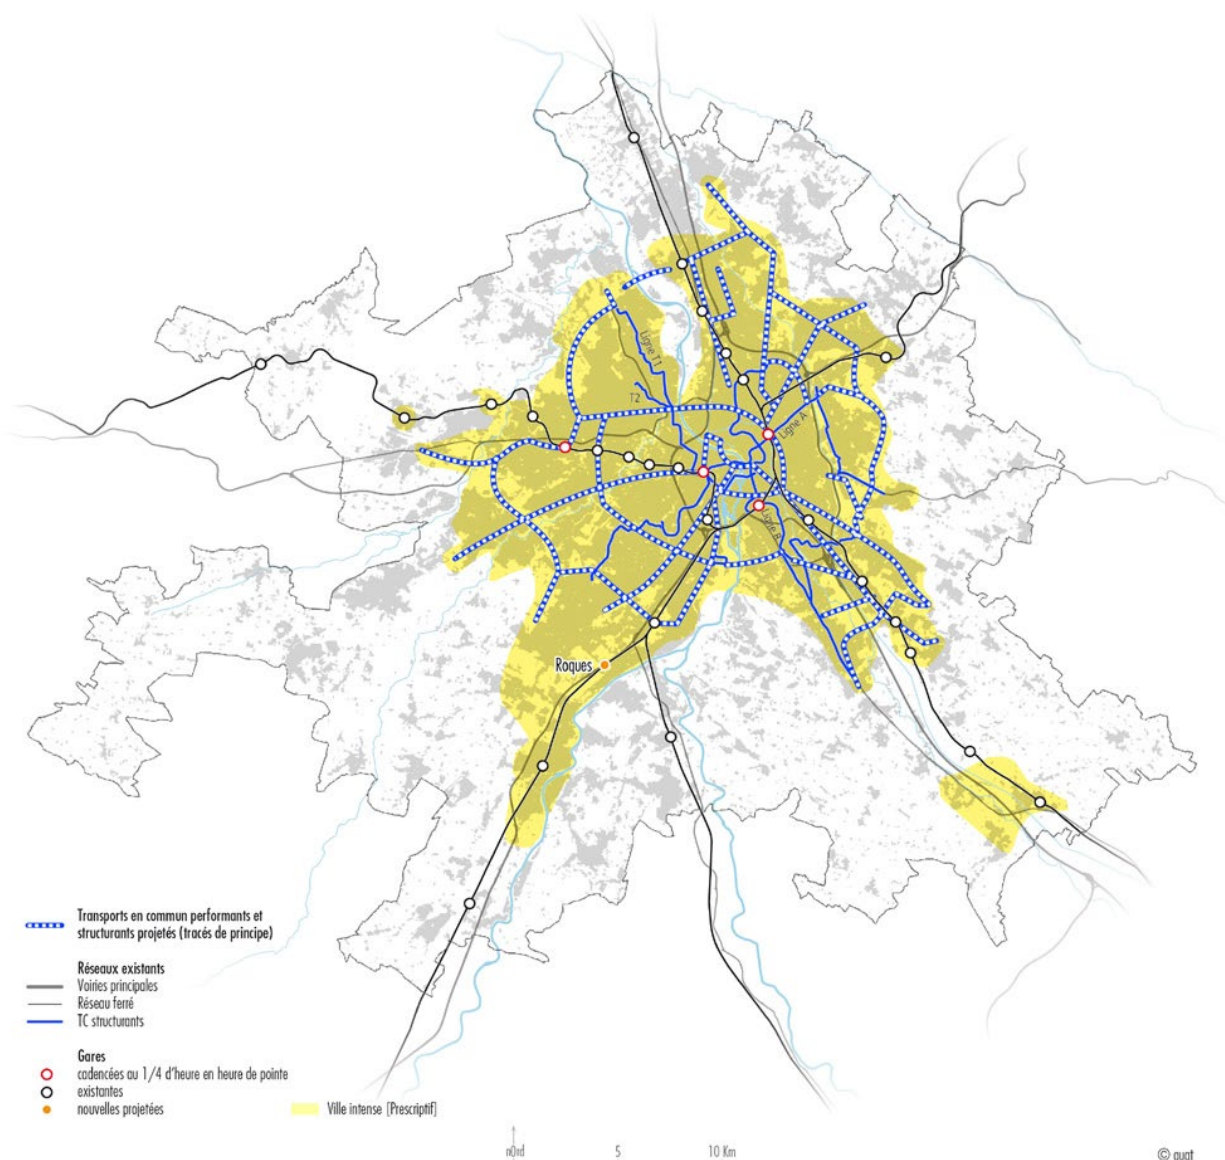 Ligne T1
T2
Ligne A
Ligne B
Roques
Transports en commun performants et
structurants projetés (tracés de principe)
Réseaux existants
Voiries principales
Réseau ferré
TC structurants
Gares
cadencées au 1/4 d'heure en heure de pointe
existantes
nouvelles projetées
Ville intense [Prescriptif]
nOrd
5
10 Km
© auat